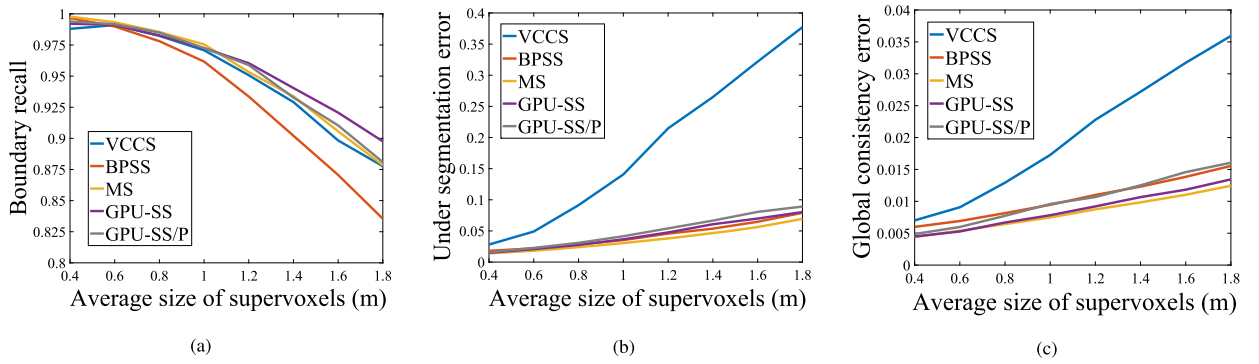 Boundary recall
1
0.975
0.95
0.925
0.9
0.875
0.85
0.825
0.8
VCCS
BPSS
MS
GPU-SS
GPU-SS/P
0.4 0.6 0.8 1 1.2 1.4 1.6 1.8
Average size of supervoxels (m)
(a)
Under segmentation error
0.4
0.35
0.3
0.25
0.2
0.15
0.1
0.05
0
VCCS
BPSS
MS
GPU-SS
GPU-SS/P
0.4 0.6 0.8 1 1.2 1.4 1.6 1.8
Average size of supervoxels (m)
(b)
Global consistency error
0.04
0.035
0.03
0.025
0.02
0.015
0.01
0.005
0
VCCS
BPSS
MS
GPU-SS
GPU-SS/P
0.4 0.6 0.8 1 1.2 1.4 1.6 1.8
Average size of supervoxels (m)
(c)